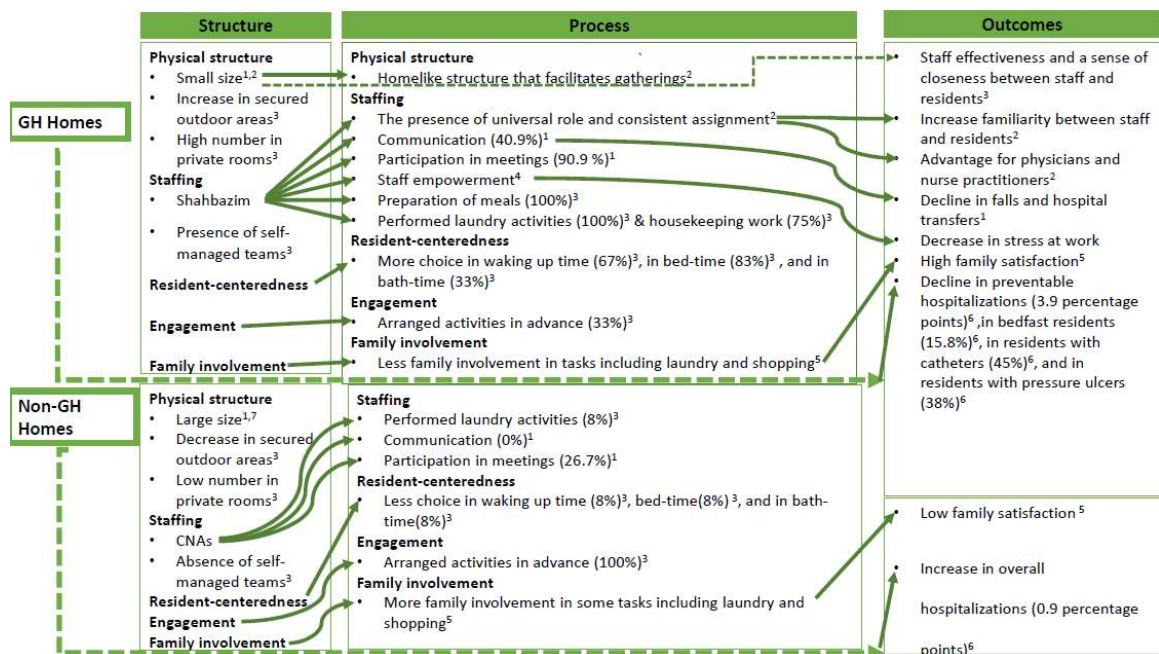 Structure
Process
Outcomes
GH Homes
Physical structure
• Small size1,2
• Increase in secured
outdoor areas3
• High number in
private rooms3
Staffing
• Shahbazim
• Presence of self-
managed teams3
Resident-centeredness
Engagement
Family involvement
Physical structure
• Homelike structure that facilitates gatherings2
Staffing
• The presence of universal role and consistent assignment2
• Communication (40.9%)1
• Participation in meetings (90.9 %)1
• Staff empowerment4
• Preparation of meals (100%)3
• Performed laundry activities (100%)3 & housekeeping work (75%)3
Resident-centeredness
• More choice in waking up time (67%)3, in bed-time (83%)3 , and in
bath-time (33%)3
Engagement
• Arranged activities in advance (33%)3
Family involvement
• Less family involvement in tasks including laundry and shopping5
• Staff effectiveness and a sense of
closeness between staff and
residents3
• Increase familiarity between staff
and residents2
• Advantage for physicians and
nurse practitioners2
• Decline in falls and hospital
transfers1
• Decrease in stress at work
• High family satisfaction5
• Decline in preventable
hospitalizations (3.9 percentage
points)6 ,in bedfast residents
(15.8%)6, in residents with
catheters (45%)6, and in
residents with pressure ulcers
(38%)6
Non-GH
Homes
Physical structure
• Large size1,7
• Decrease in secured
outdoor areas3
• Low number in
private rooms3
Staffing
• CNAs
• Absence of self-
managed teams3
Resident-centeredness
Engagement
Family involvement
Staffing
• Performed laundry activities (8%)3
• Communication (0%)1
• Participation in meetings (26.7%)1
Resident-centeredness
• Less choice in waking up time (8%)3, bed-time(8%) 3, and in bath-
time(8%)3
Engagement
• Arranged activities in advance (100%)3
Family involvement
• More family involvement in some tasks including laundry and
shopping5
• Low family satisfaction 5
• Increase in overall
hospitalizations (0.9 percentage
points)6